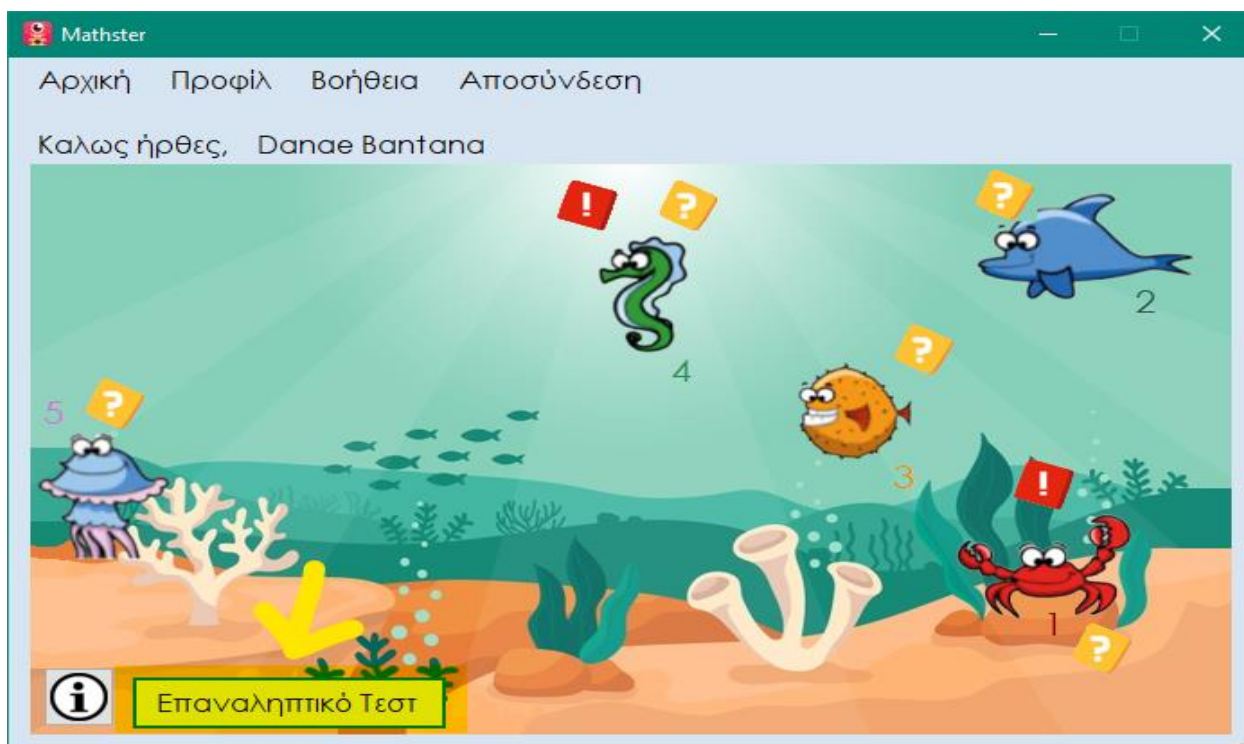 Mathster
Αρχική Προφίλ Βοήθεια Αποσύνδεση
Καλως ήρθες, Danae Bantana
! ? ?
2
?
4
5 ?
3
!
1
?
i Επαναληπτικό Τεστ